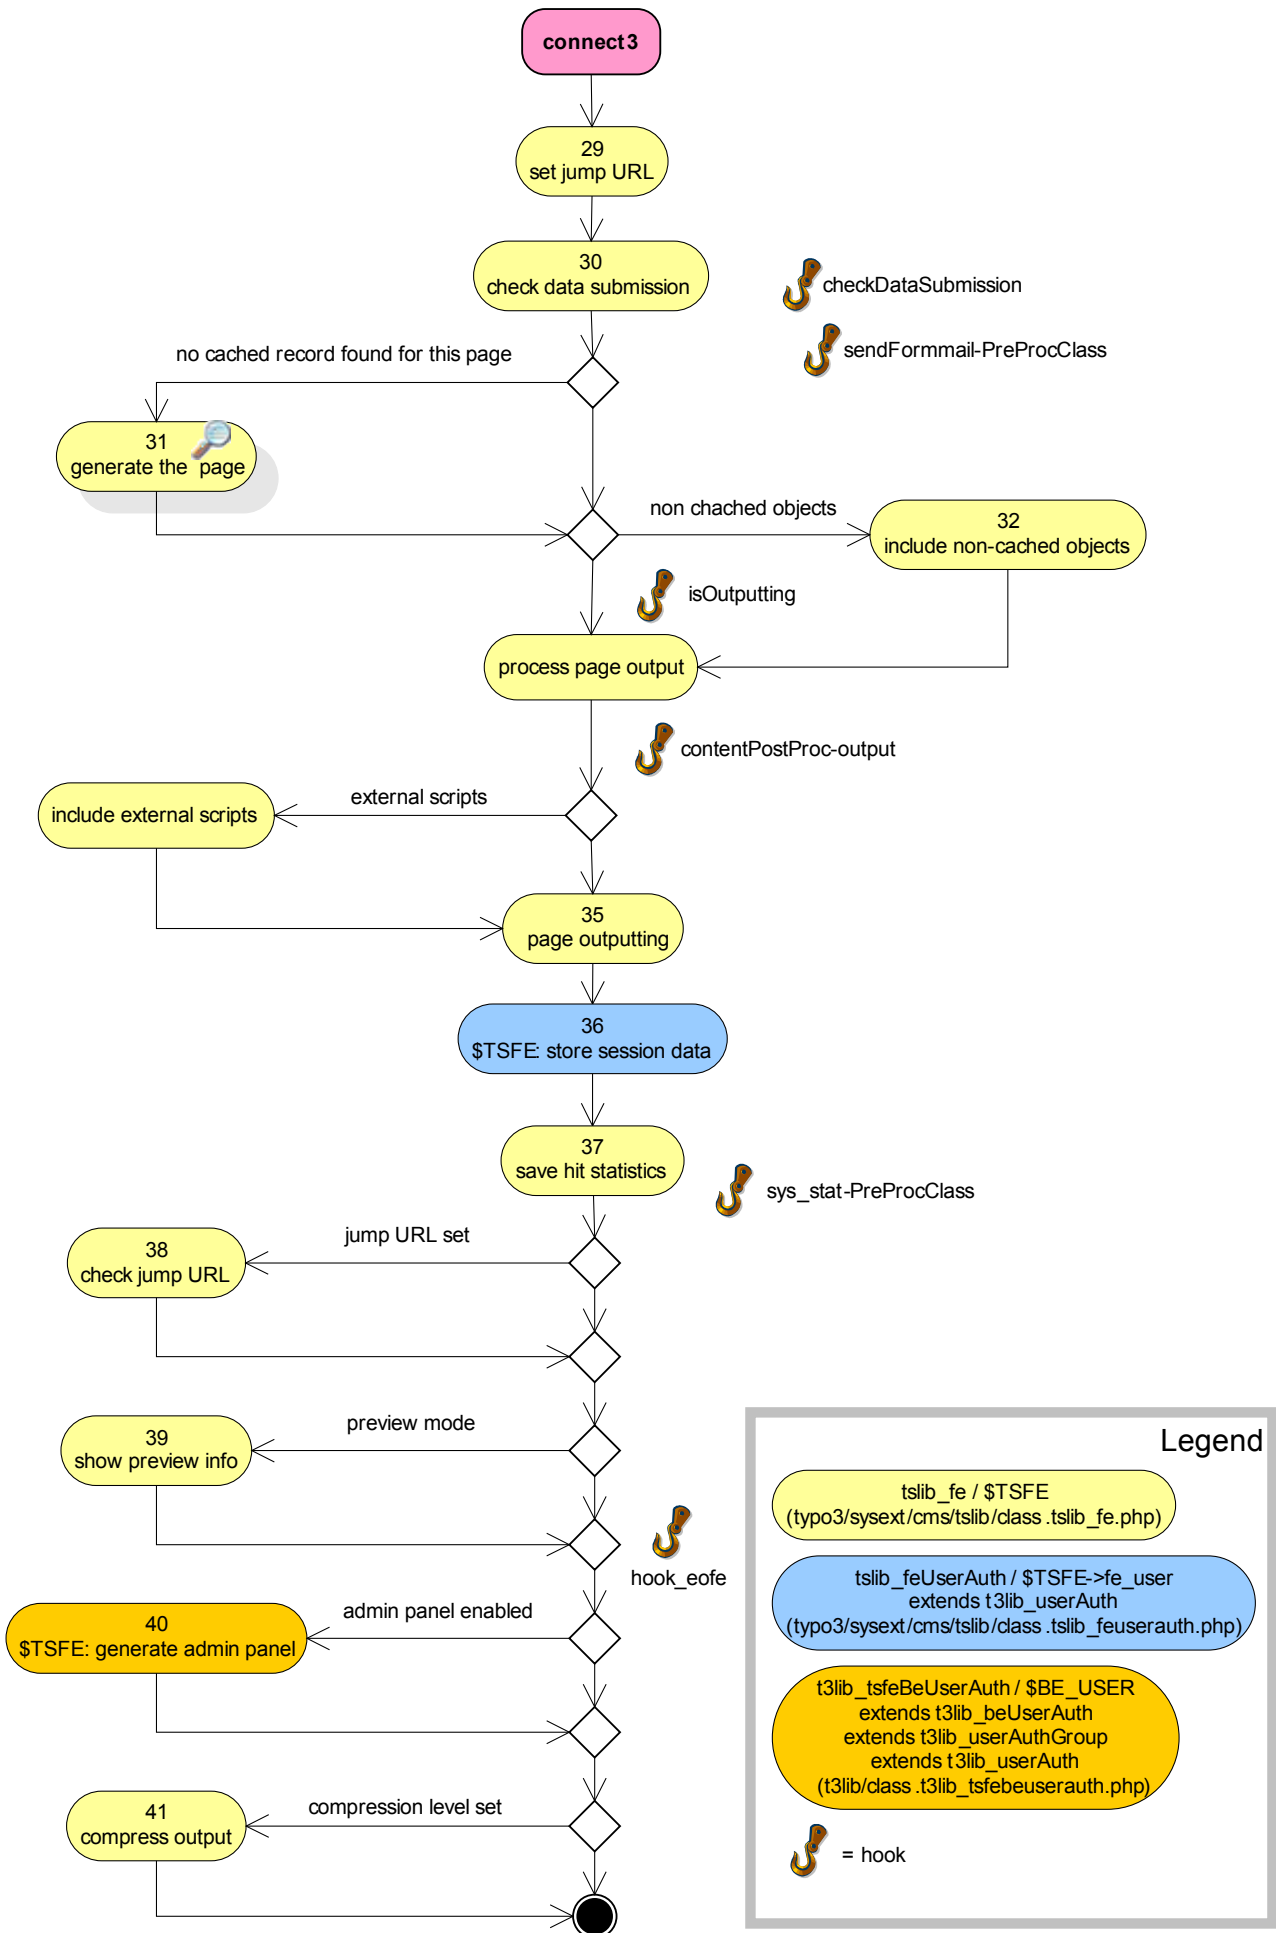 connect3
29
set jump URL
30
check data submission
checkDataSubmission
sendFormmail-PreProcClass
no cached record found for this page
31
generate the page
non chached objects
32
include non-cached objects
isOutputting
process page output
contentPostProc-output
external scripts
include external scripts
35
page outputting
36
$TSFE: store session data
37
save hit statistics
sys_stat-PreProcClass
jump URL set
38
check jump URL
preview mode
39
show preview info
hook_eofe
admin panel enabled
40
$TSFE: generate admin panel
compression level set
41
compress output
Legend
tslib_fe / $TSFE
(typo3/sysext/cms/tslib/class.tslib_fe.php)
tslib_feUserAuth / $TSFE->fe_user
extends t3lib_userAuth
(typo3/sysext/cms/tslib/class.tslib_feuserauth.php)
t3lib_tsfeBeUserAuth / $BE_USER
extends t3lib_beUserAuth
extends t3lib_userAuthGroup
extends t3lib_userAuth
(t3lib/class.t3lib_tsfebeuserauth.php)
= hook